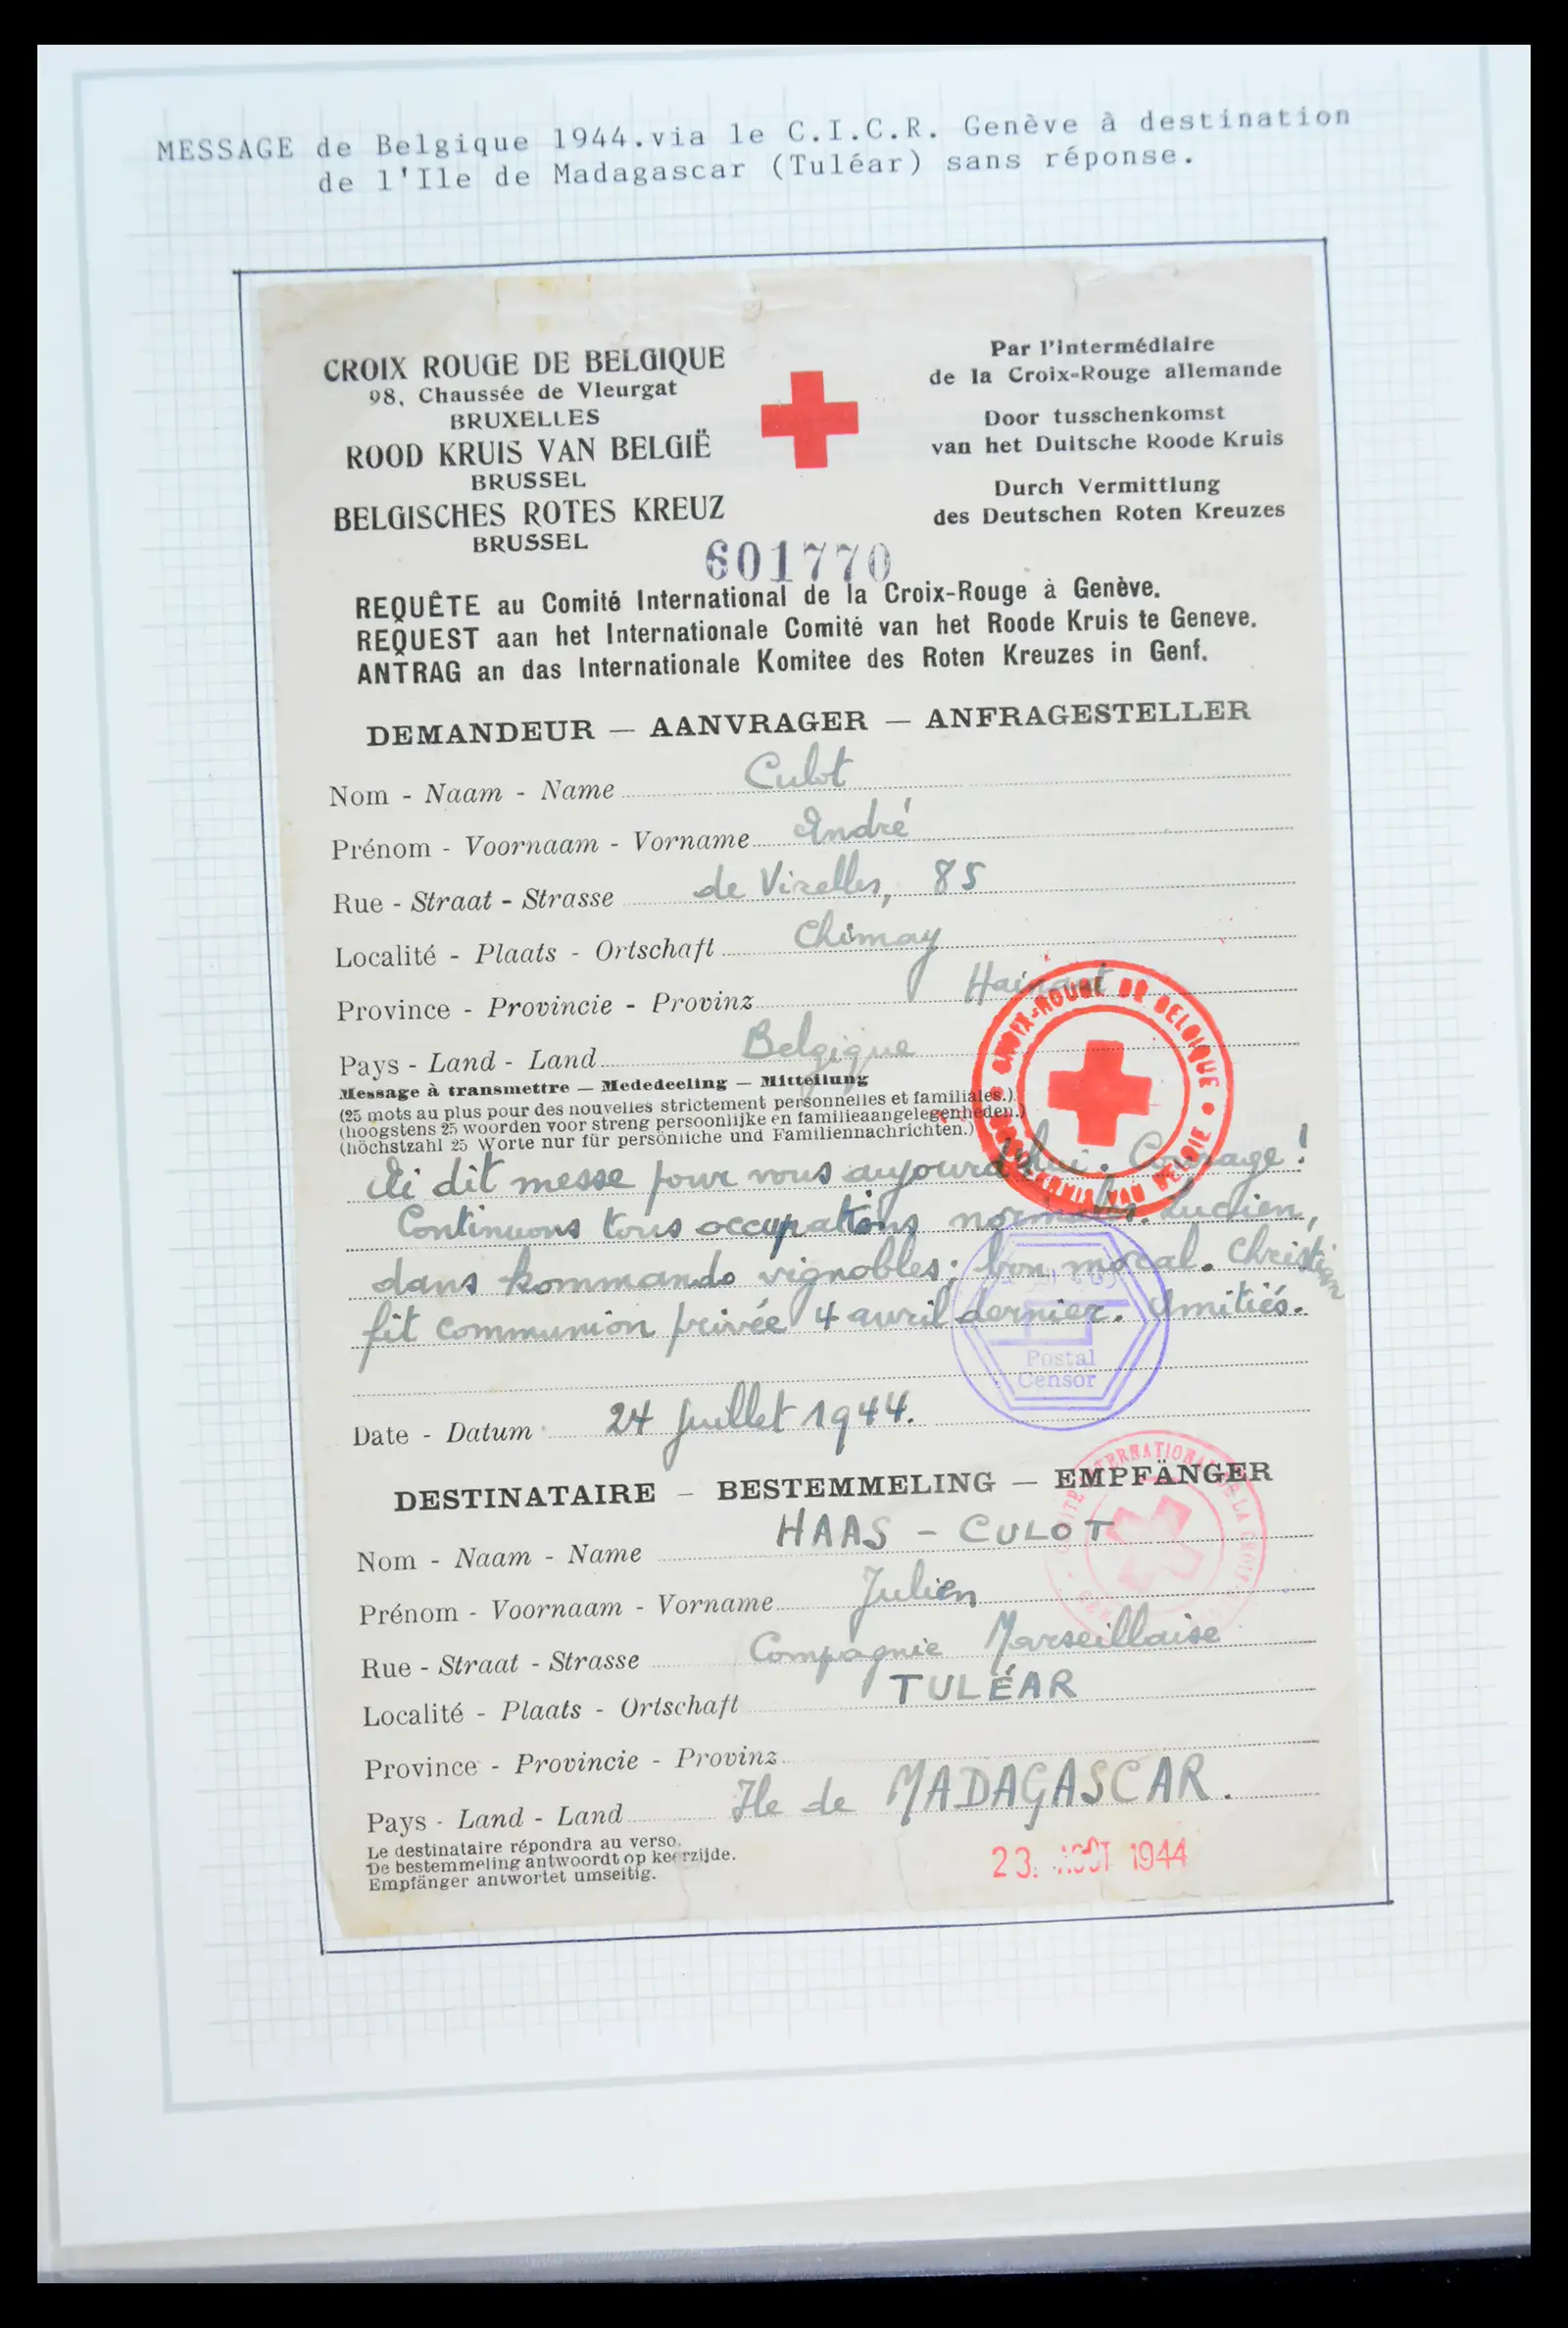 MESSAGE de Belgique 1944.via le C.I.C.R. Genève à destination
de l'Ile de Madagascar (Tuléar) sans réponse.
CROIX ROUGE DE BELGIQUE
98, Chaussée de Vleurgat
BRUXELLES
ROOD KRUIS VAN BELGIË
BRUSSEL
BELGISCHES ROTES KREUZ
BRUSSEL
Par l'intermédiaire
de la Croix-Rouge allemande
Door tusschenkomst
van het Duitsche Roode Kruis
Durch Vermittlung
des Deutschen Roten Kreuzes
601770
REQUÊTE au Comité International de la Croix-Rouge à Genève.
REQUEST aan het Internationale Comité van het Roode Kruis te Geneve.
ANTRAG an das Internationale Komitee des Roten Kreuzes in Genf.
DEMANDEUR — AANVRAGER — ANFRAGESTELLER
Nom - Naam - Name Culot
Prénom - Voornaam - Vorname André
Rue - Straat - Strasse de Virelles, 85
Localité - Plaats - Ortschaft Chimay
Province - Provincie - Provinz Hainaut
Pays - Land - Land Belgique
CROIX-ROUGE DE BELGIQUE
Message à transmettre — Mededeeling — Mitteilung
(25 mots au plus pour des nouvelles strictement personnelles et familiales.)
(hoogstens 25 woorden voor streng persoonlijke en familieaangelegenheden.)
(höchstzahl 25 Worte nur für persönliche und Familiennachrichten.)
dit messe pour vous aujourd'hui. Courage!
Continuons tous occupations normales. Lucien,
dans kommando vignobles; bon moral. Christian
fit communion privée 4 avril dernier. Amitiés.
Postal
Censor
Date - Datum 24 Juillet 1944.
DESTINATAIRE — BESTEMMELING — EMPFÄNGER
Nom - Naam - Name HAAS - CULOT
Prénom - Voornaam - Vorname Julien
Rue - Straat - Strasse Compagnie Marseillaise
Localité - Plaats - Ortschaft TULÉAR
Province - Provincie - Provinz
Pays - Land - Land Ile de MADAGASCAR.
Le destinataire répondra au verso.
De bestemmeling antwoordt op keerzijde.
Empfänger antwortet umseitig.
23. AOÛT 1944